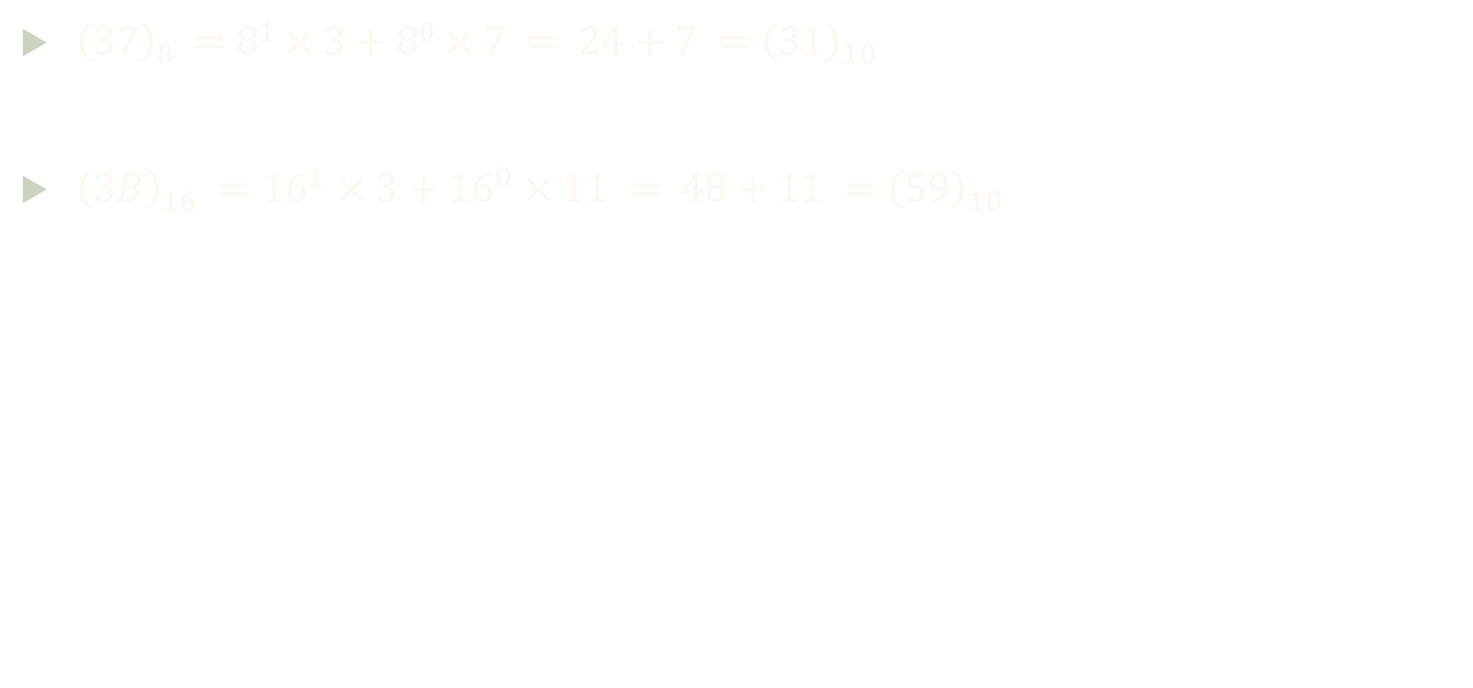 (37)₈ = 8¹ × 3 + 8⁰ × 7 = 24 + 7 = (31)₁₀
(3B)₁₆ = 16¹ × 3 + 16⁰ × 11 = 48 + 11 = (59)₁₀